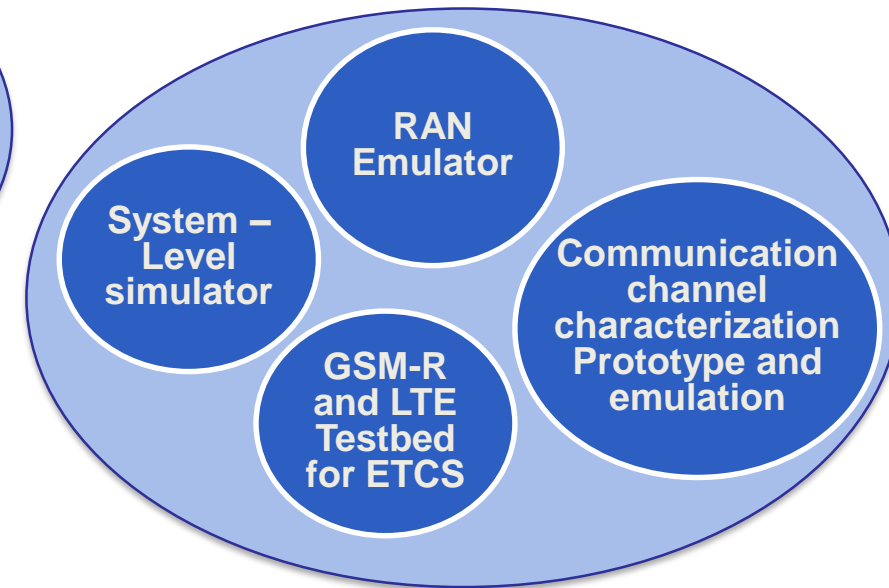 RAN
Emulator
System –
Level
simulator
Communication
channel
characterization
Prototype and
emulation
GSM-R
and LTE
Testbed
for ETCS